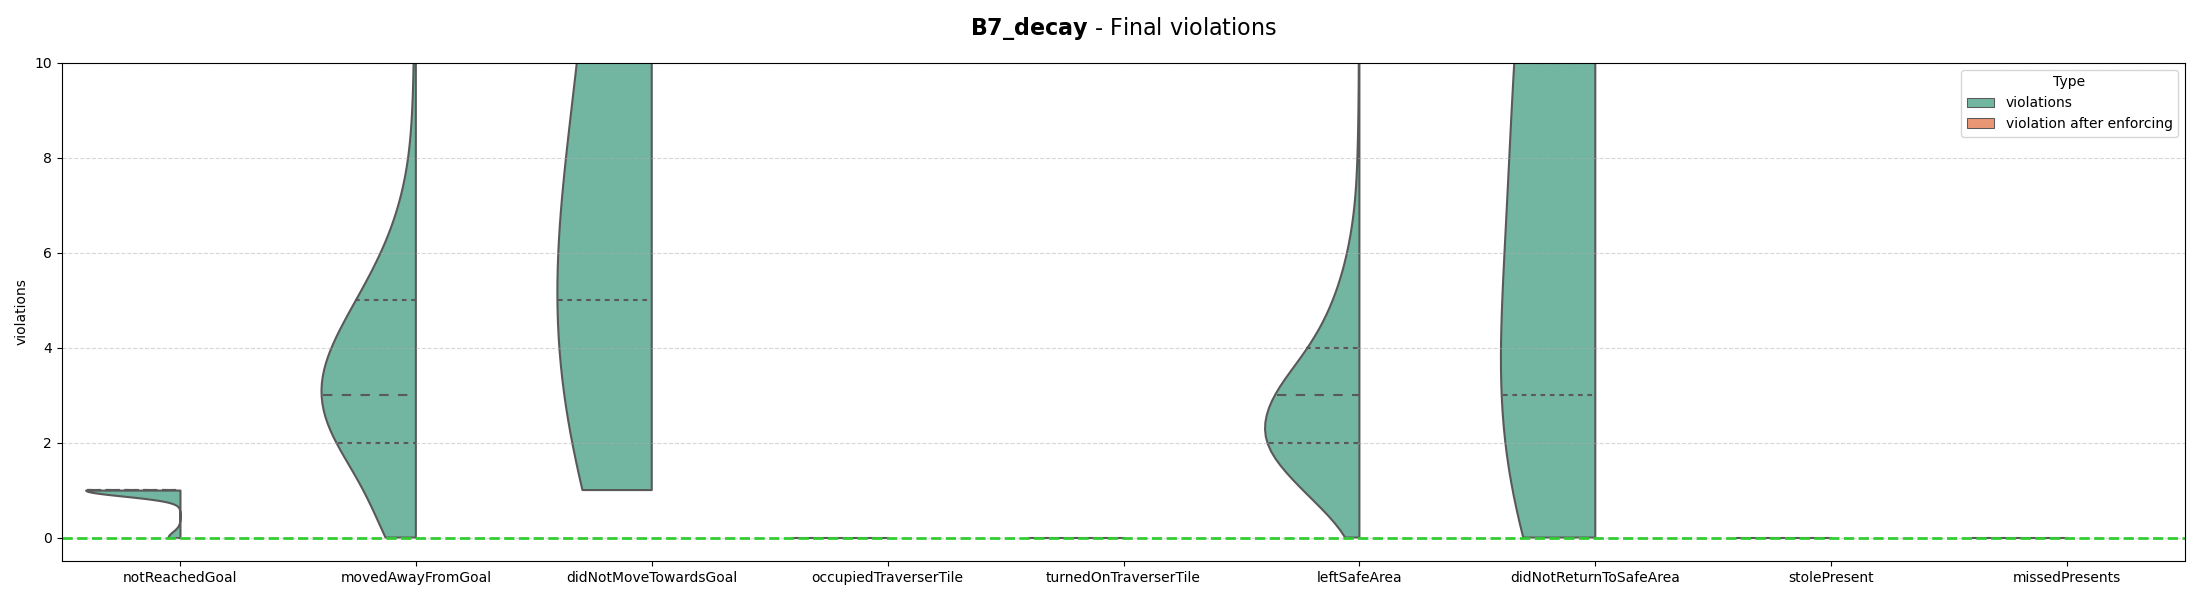 B7_decay - Final violations
10
8
6
4
2
0
violations
Type
violations
violation after enforcing
notReachedGoal
movedAwayFromGoal
didNotMoveTowardsGoal
occupiedTraverserTile
turnedOnTraverserTile
leftSafeArea
didNotReturnToSafeArea
stolePresent
missedPresents